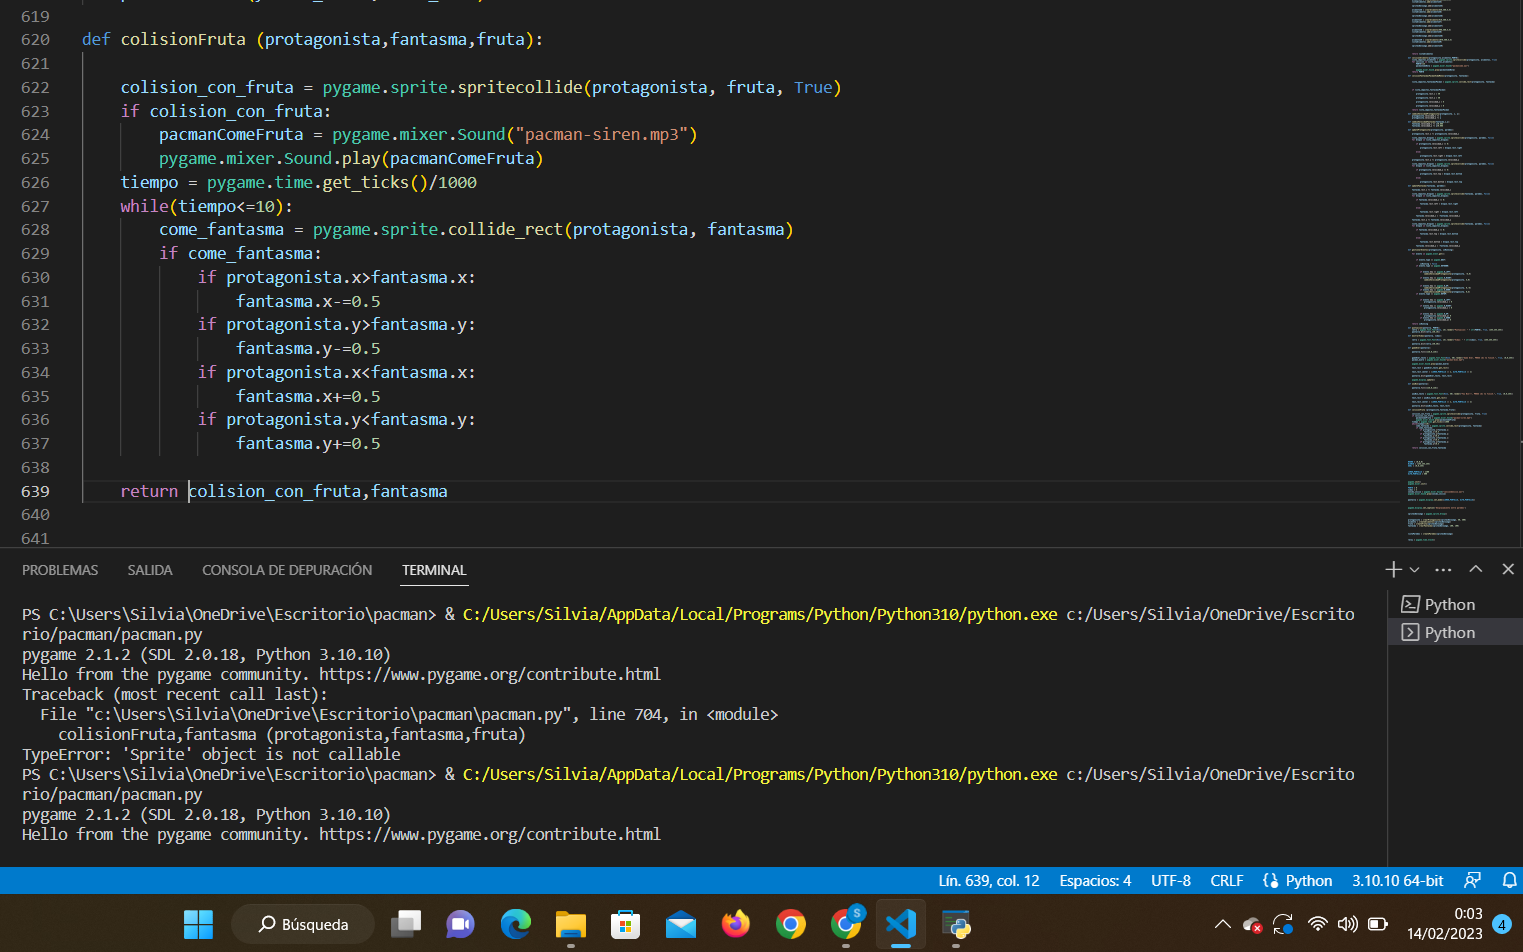 619
620 def colisionFruta (protagonista,fantasma,fruta):
621
622 colision_con_fruta = pygame.sprite.spritecollide(protagonista, fruta, True)
623 if colision_con_fruta:
624 pacmanComeFruta = pygame.mixer.Sound("pacman-siren.mp3")
625 pygame.mixer.Sound.play(pacmanComeFruta)
626 tiempo = pygame.time.get_ticks()/1000
627 while(tiempo<=10):
628 come_fantasma = pygame.sprite.collide_rect(protagonista, fantasma)
629 if come_fantasma:
630 if protagonista.x>fantasma.x:
631 fantasma.x-=0.5
632 if protagonista.y>fantasma.y:
633 fantasma.y-=0.5
634 if protagonista.x<fantasma.x:
635 fantasma.x+=0.5
636 if protagonista.y<fantasma.y:
637 fantasma.y+=0.5
638
639 return colision_con_fruta,fantasma
640
641
PROBLEMAS SALIDA CONSOLA DE DEPURACIÓN TERMINAL
PS C:\Users\Silvia\OneDrive\Escritorio\pacman> & C:/Users/Silvia/AppData/Local/Programs/Python/Python310/python.exe c:/Users/Silvia/OneDrive/Escrito
rio/pacman/pacman.py
pygame 2.1.2 (SDL 2.0.18, Python 3.10.10)
Hello from the pygame community. https://www.pygame.org/contribute.html
Traceback (most recent call last):
File "c:\Users\Silvia\OneDrive\Escritorio\pacman\pacman.py", line 704, in <module>
colisionFruta,fantasma (protagonista,fantasma,fruta)
TypeError: 'Sprite' object is not callable
PS C:\Users\Silvia\OneDrive\Escritorio\pacman> & C:/Users/Silvia/AppData/Local/Programs/Python/Python310/python.exe c:/Users/Silvia/OneDrive/Escrito
rio/pacman/pacman.py
pygame 2.1.2 (SDL 2.0.18, Python 3.10.10)
Hello from the pygame community. https://www.pygame.org/contribute.html
Python
Python
Lín. 639, col. 12 Espacios: 4 UTF-8 CRLF Python 3.10.10 64-bit
Búsqueda
S
0:03
14/02/2023
4